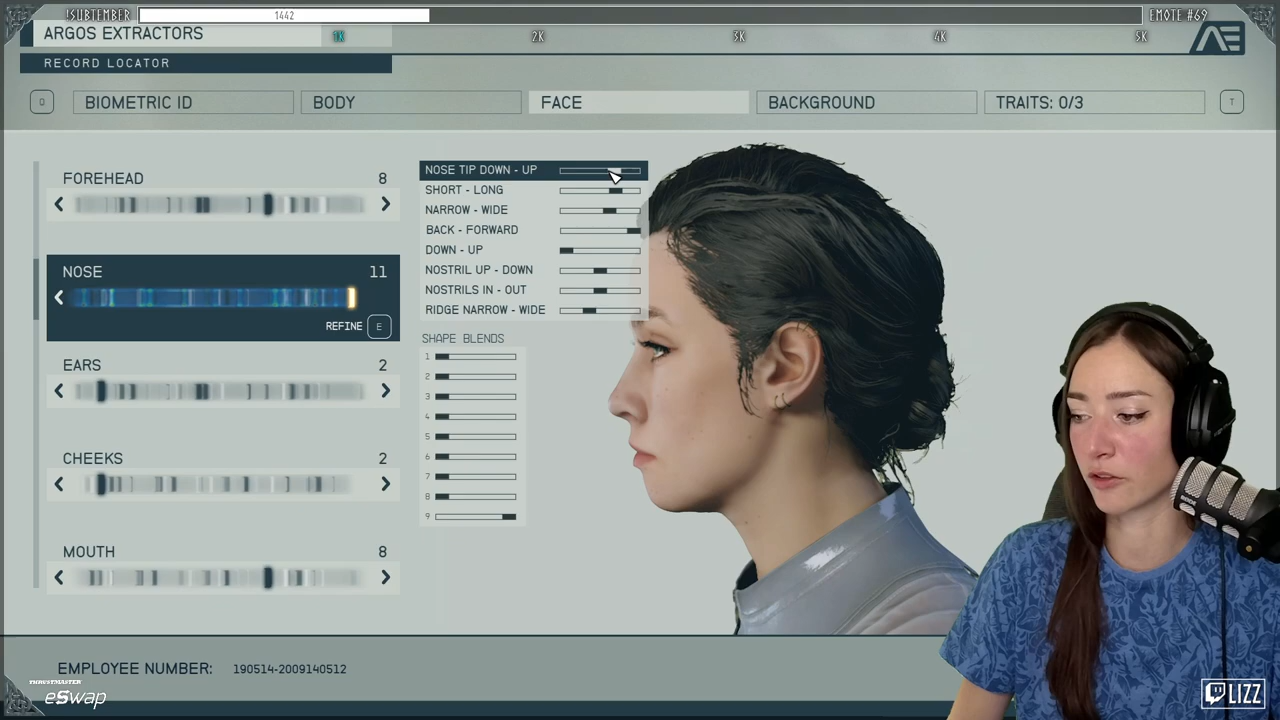 !SUBTEMBER
1442
EMOTE #69
1K
2K
3K
4K
5K
ARGOS EXTRACTORS
AE
RECORD LOCATOR
Q
BIOMETRIC ID
BODY
FACE
BACKGROUND
TRAITS: 0/3
T
FOREHEAD
8
NOSE
11
REFINE
E
EARS
2
CHEEKS
2
MOUTH
8
NOSE TIP DOWN - UP
SHORT - LONG
NARROW - WIDE
BACK - FORWARD
DOWN - UP
NOSTRIL UP - DOWN
NOSTRILS IN - OUT
RIDGE NARROW - WIDE
SHAPE BLENDS
1
2
3
4
5
6
7
8
9
EMPLOYEE NUMBER: 190514-2009140512
THRUSTMASTER
eSwap
LIZZ